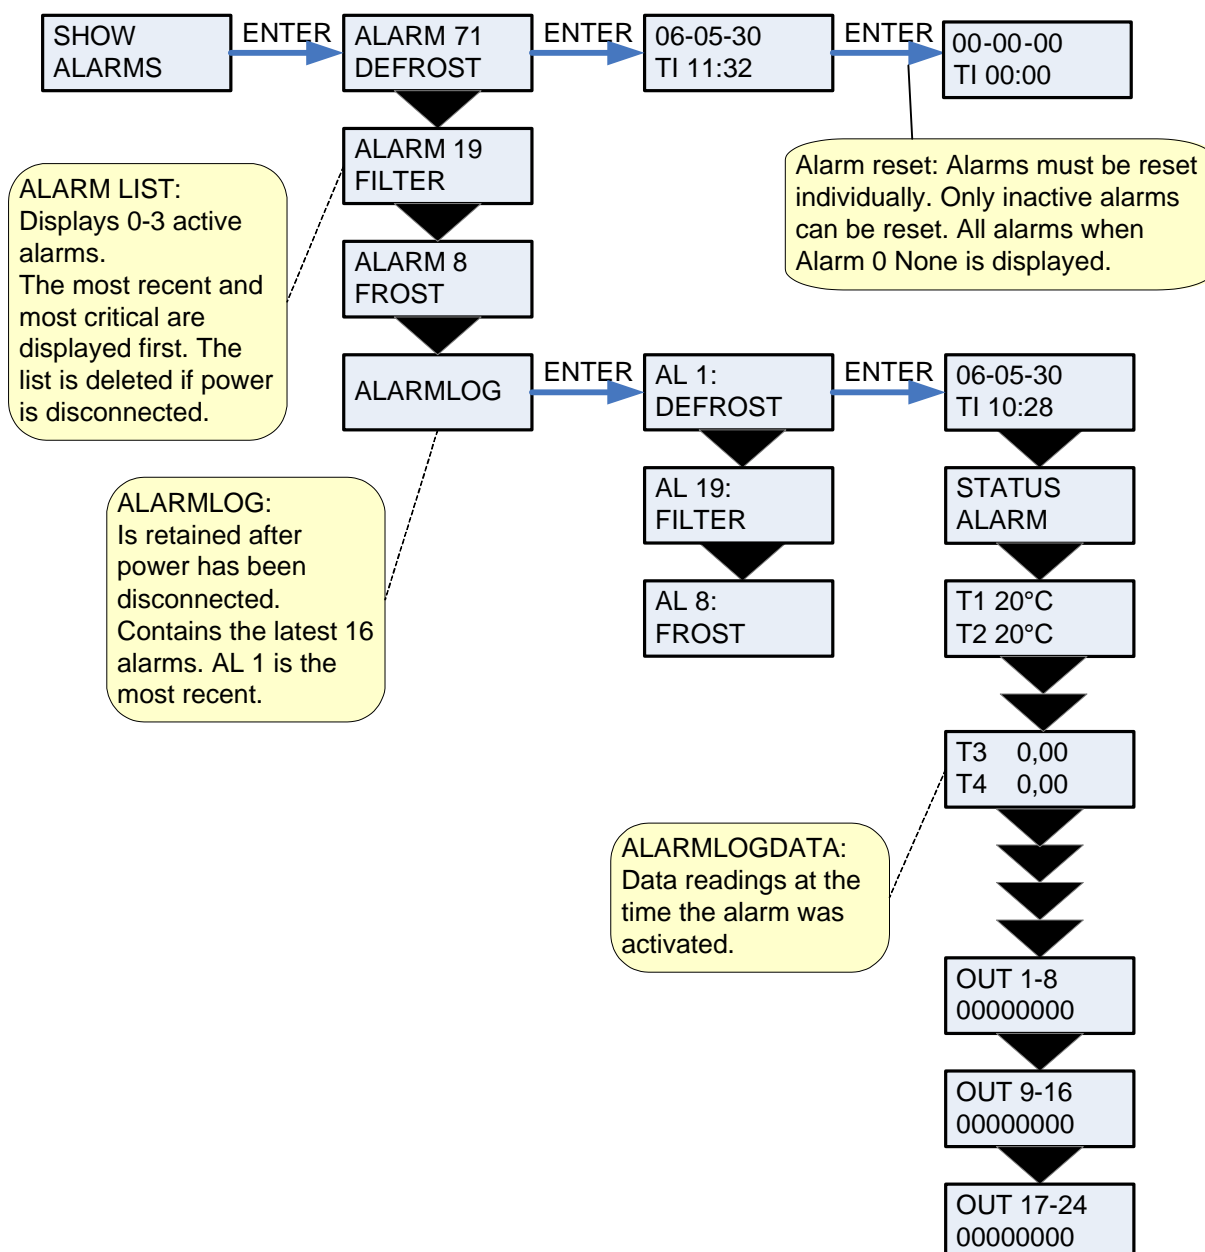 SHOW
ALARMS
ENTER
ALARM 71
DEFROST
ENTER
06-05-30
TI 11:32
ENTER
00-00-00
TI 00:00
ALARM 19
FILTER
Alarm reset: Alarms must be reset
individually. Only inactive alarms
can be reset. All alarms when
Alarm 0 None is displayed.
ALARM LIST:
Displays 0-3 active
alarms.
The most recent and
most critical are
displayed first. The
list is deleted if power
is disconnected.
ALARM 8
FROST
ALARMLOG
ENTER
AL 1:
DEFROST
ENTER
06-05-30
TI 10:28
ALARMLOG:
Is retained after
power has been
disconnected.
Contains the latest 16
alarms. AL 1 is the
most recent.
AL 19:
FILTER
STATUS
ALARM
AL 8:
FROST
T1 20°C
T2 20°C
T3 0,00
T4 0,00
ALARMLOGDATA:
Data readings at the
time the alarm was
activated.
OUT 1-8
00000000
OUT 9-16
00000000
OUT 17-24
00000000